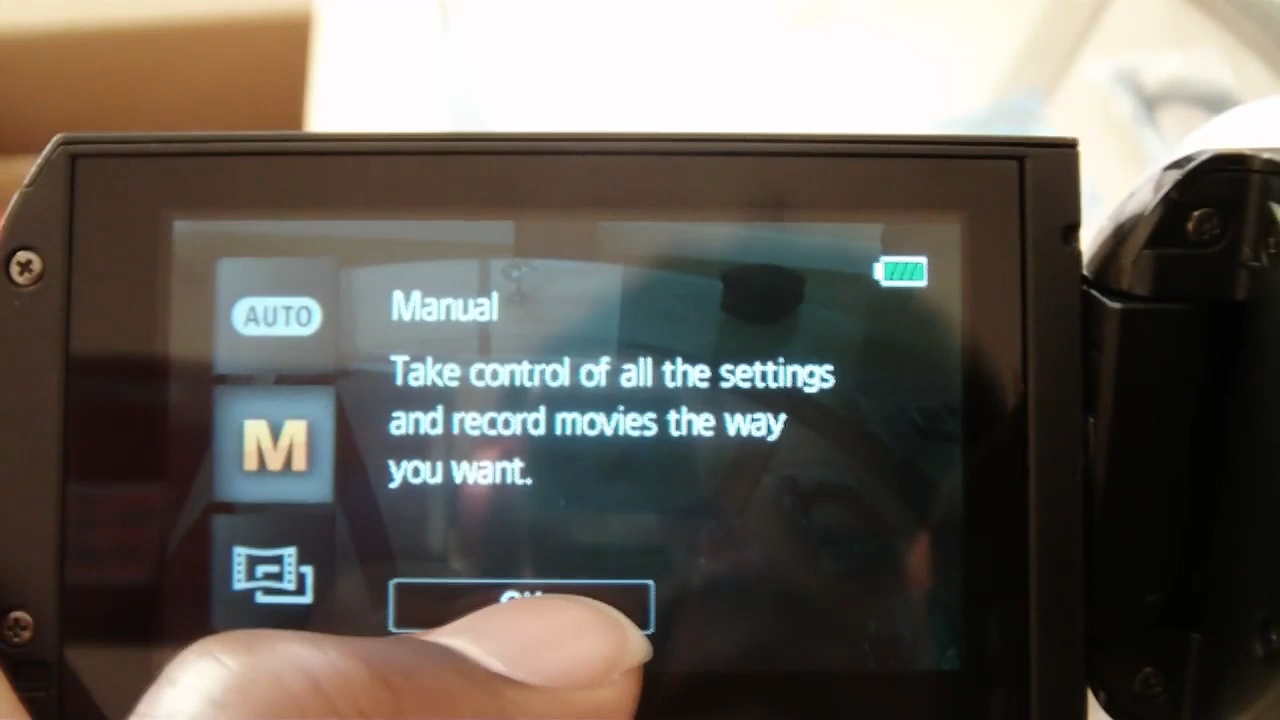 AUTO
Manual
Take control of all the settings
M
and record movies the way
you want.